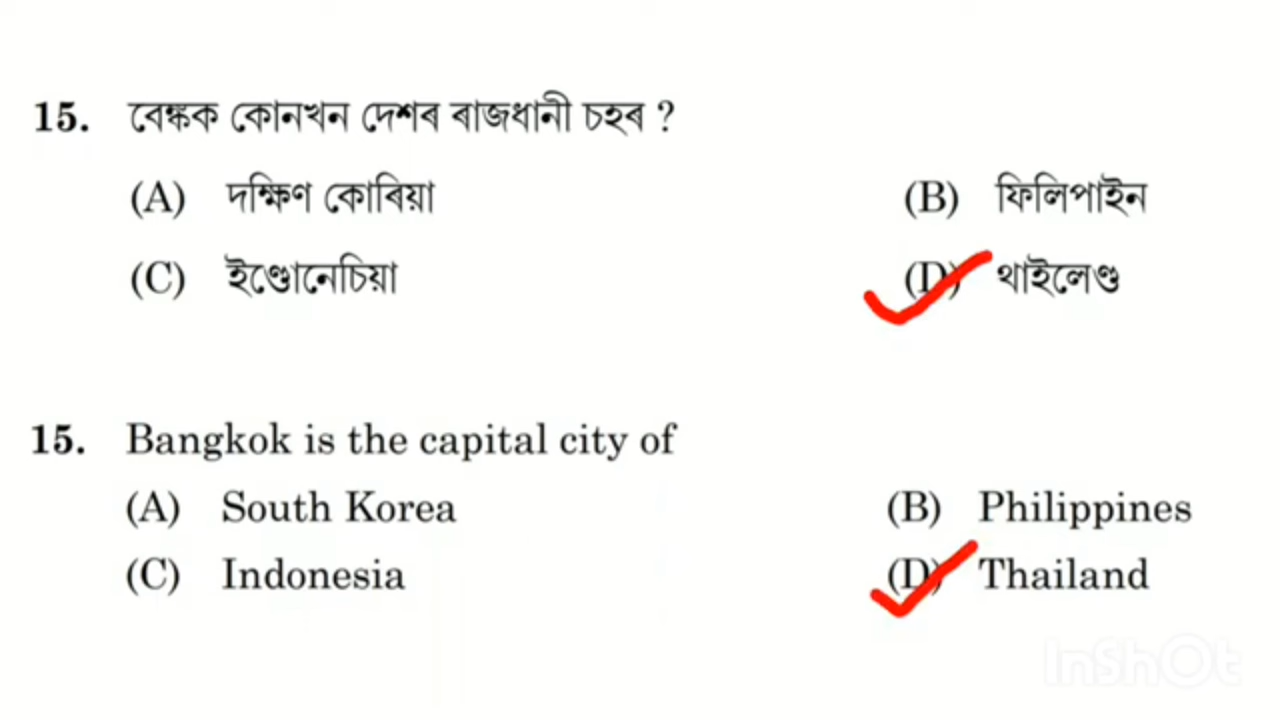 15. বেঙ্কক কোনখন দেশৰ ৰাজধানী চহৰ ?
(A) দক্ষিণ কোৰিয়া (B) ফিলিপাইন
(C) ইণ্ডোনেচিয়া (D) থাইলেণ্ড
15. Bangkok is the capital city of
(A) South Korea (B) Philippines
(C) Indonesia (D) Thailand
InShOt